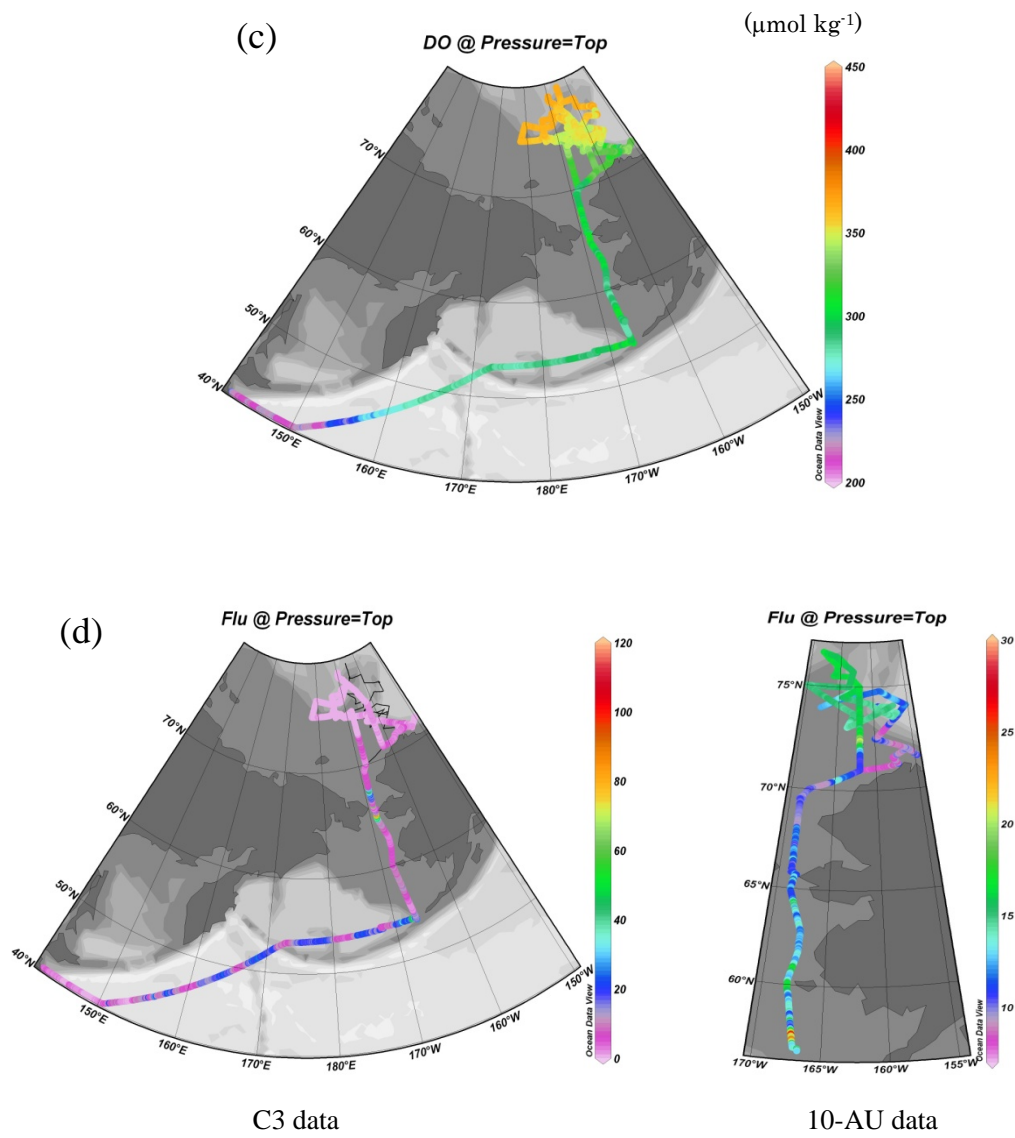 (c)
(μmol kg-1)
DO @ Pressure=Top
70°N
60°N
50°N
40°N
150°E
160°E
170°E
180°E
170°W
160°W
150°W
450
400
350
300
250
200
Ocean Data View
(d)
Flu @ Pressure=Top
70°N
60°N
50°N
40°N
150°E
160°E
170°E
180°E
170°W
160°W
150°W
120
100
80
60
40
20
0
Ocean Data View
C3 data
Flu @ Pressure=Top
75°N
70°N
65°N
60°N
170°W
165°W
160°W
155°W
30
25
20
15
10
Ocean Data View
10-AU data